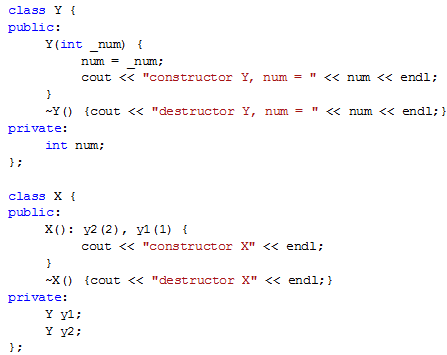 class Y {
public:
Y(int _num) {
num = _num;
cout << "constructor Y, num = " << num << endl;
}
~Y() {cout << "destructor Y, num = " << num << endl;}
private:
int num;
};
class X {
public:
X(): y2(2), y1(1) {
cout << "constructor X" << endl;
}
~X() {cout << "destructor X" << endl;}
private:
Y y1;
Y y2;
};